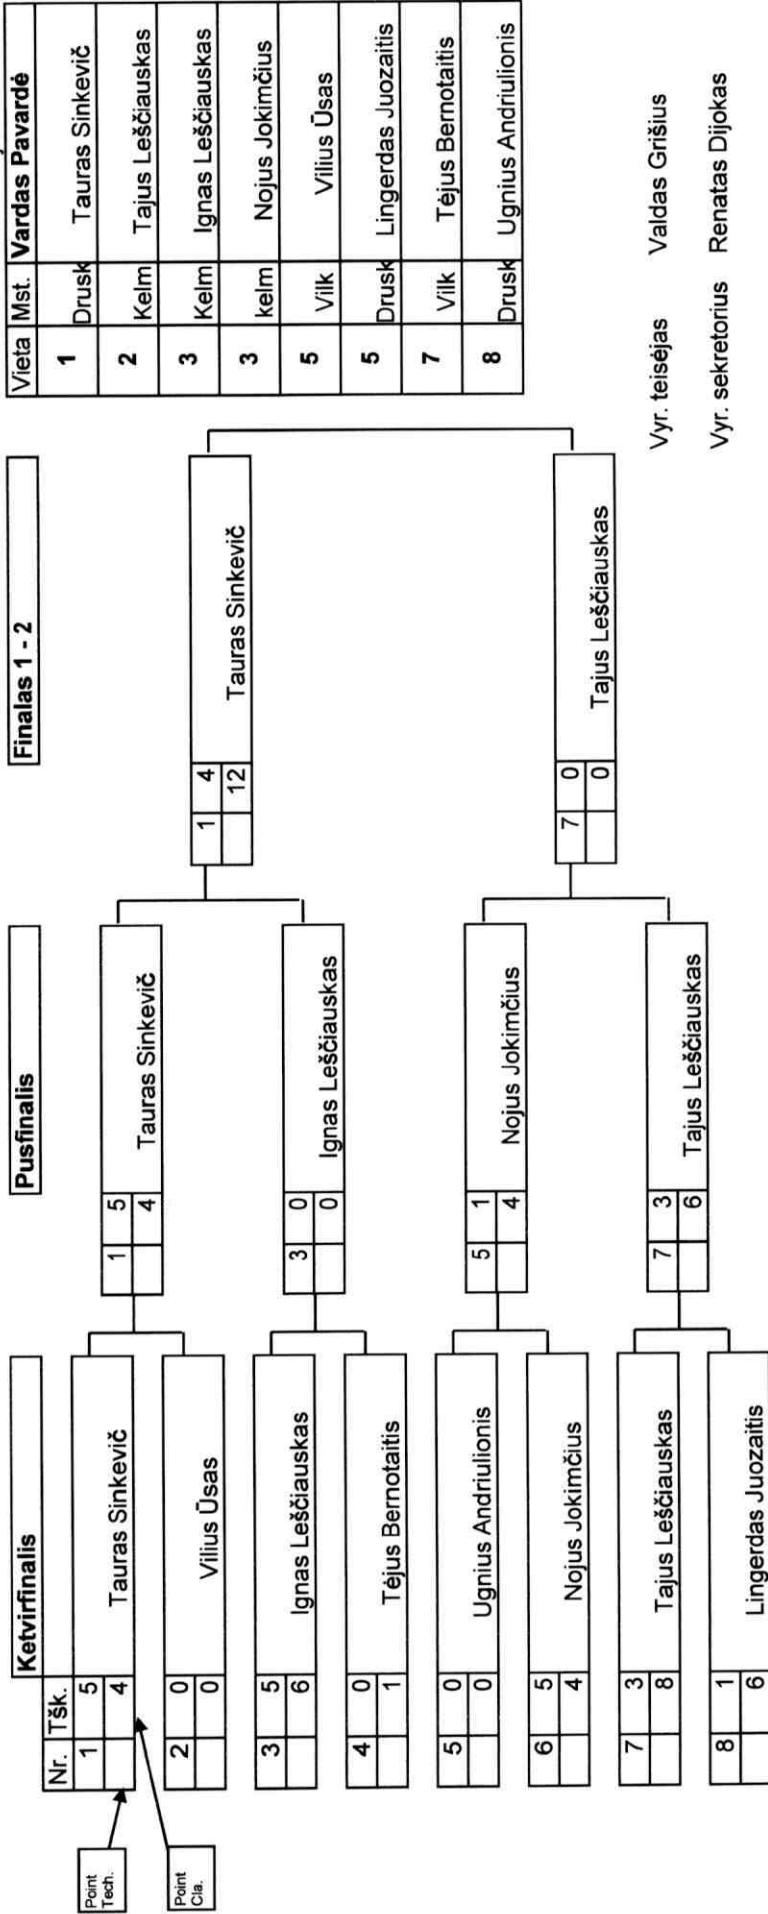 Ketvirfinalis
Pusfinalis
Finalas 1 - 2
Nr. Tšk.
1 5 Tauras Sinkevič
4
2 0 Vilius Ūsas
0
3 5 Ignas Leščiauskas
6
4 0 Tėjus Bernotaitis
1
5 0 Ugnius Andriulionis
0
6 5 Nojus Jokimčius
4
7 3 Tajus Leščiauskas
8
8 1 Lingerdas Juozaitis
6
Point
Tech.
Point
Cla.
1 5 Tauras Sinkevič
4
3 0 Ignas Leščiauskas
0
5 1 Nojus Jokimčius
4
7 3 Tajus Leščiauskas
6
1 4 Tauras Sinkevič
12
7 0 Tajus Leščiauskas
0
Vieta Mst. Vardas Pavardė
1 Drusk Tauras Sinkevič
2 Kelm Tajus Leščiauskas
3 Kelm Ignas Leščiauskas
3 kelm Nojus Jokimčius
5 Vilk Vilius Ūsas
5 Drusk Lingerdas Juozaitis
7 Vilk Tėjus Bernotaitis
8 Drusk Ugnius Andriulionis
Vyr. teisėjas Valdas Grišius
Vyr. sekretorius Renatas Dijokas